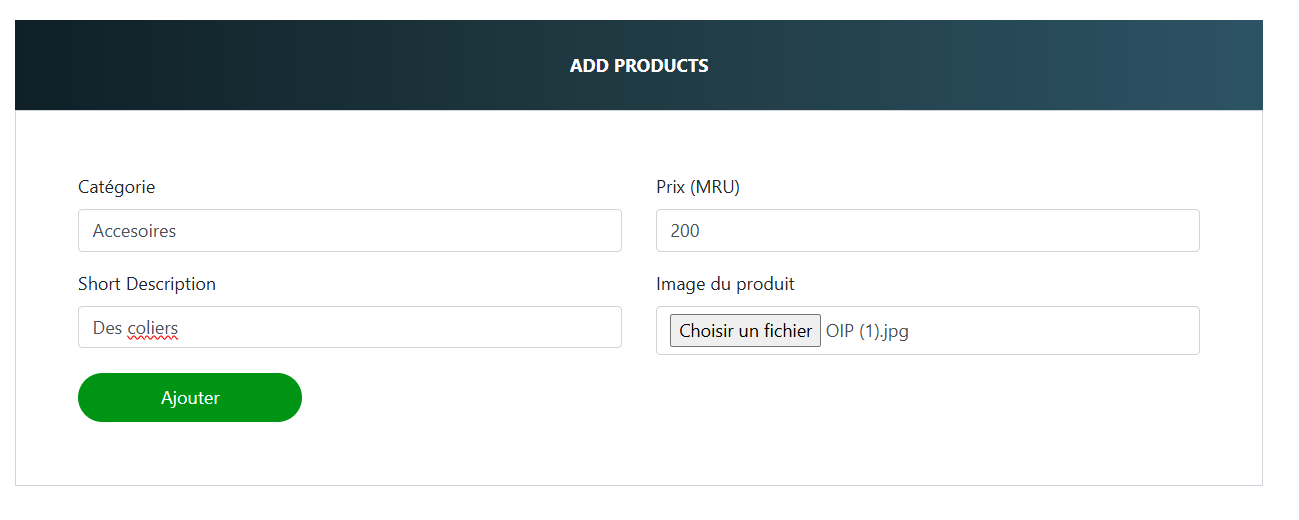 ADD PRODUCTS
Catégorie
Prix (MRU)
Accesoires
200
Short Description
Image du produit
Des coliers
Choisir un fichier OIP (1).jpg
Ajouter